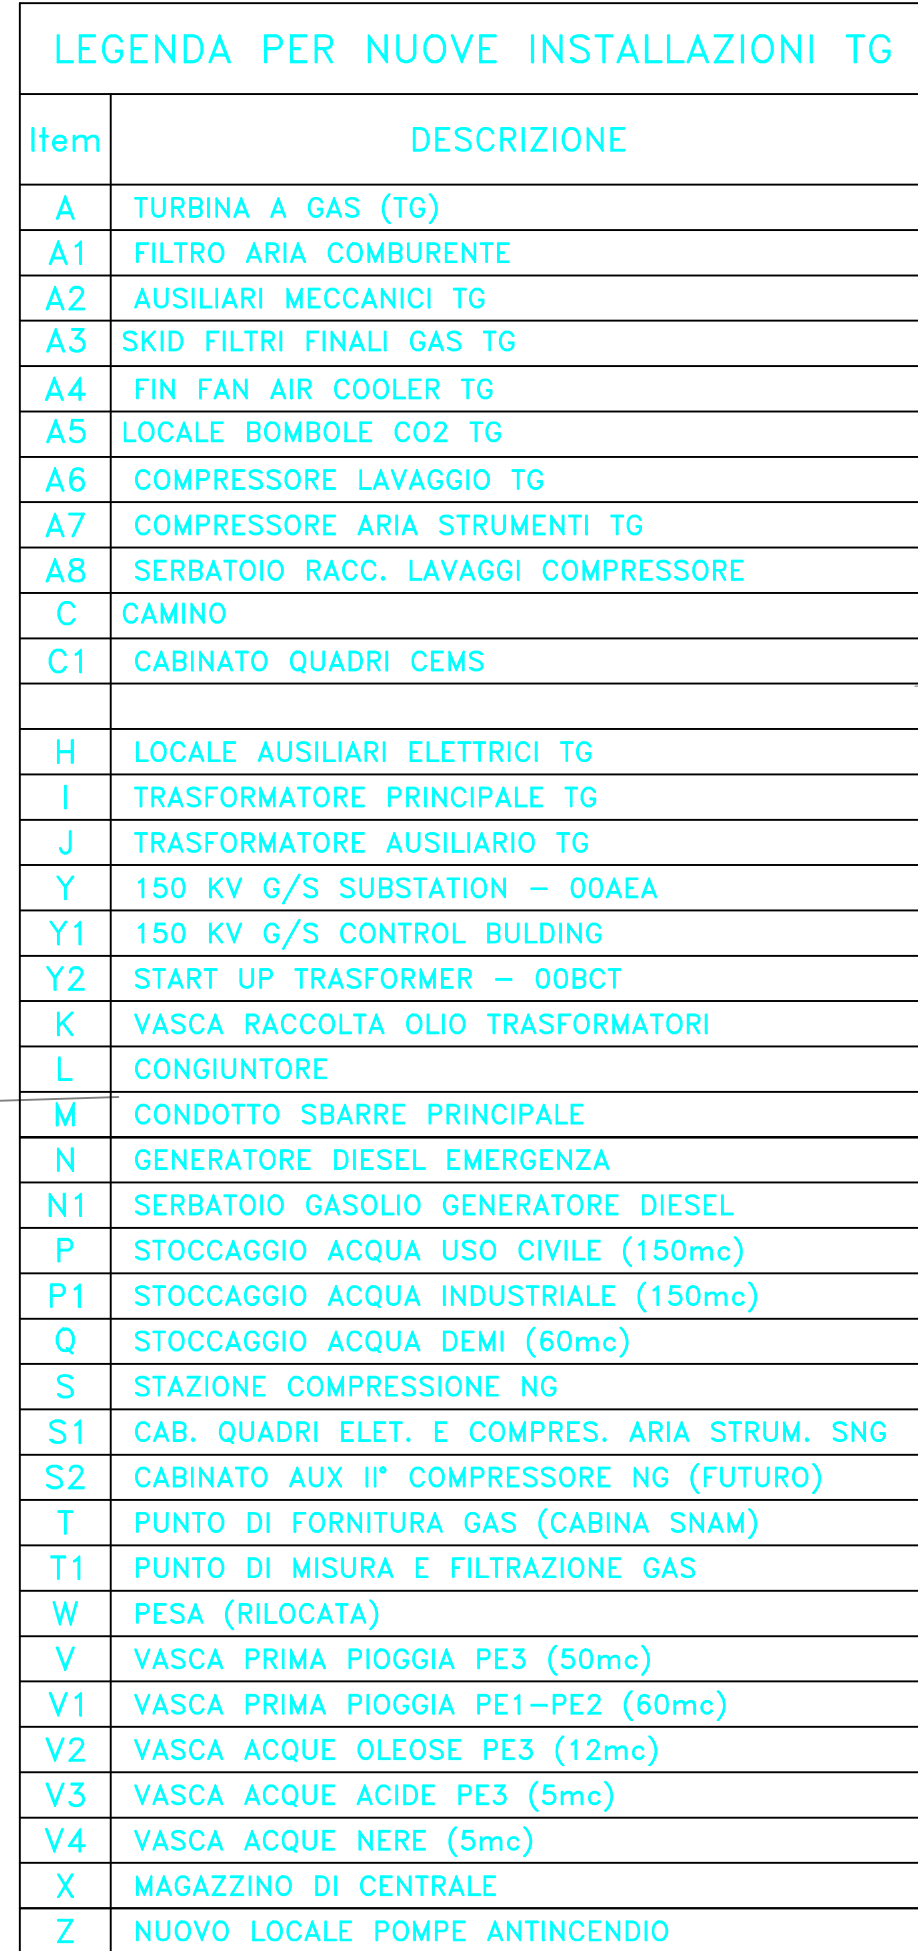 LEGENDA PER NUOVE INSTALLAZIONI TG
Item DESCRIZIONE
A TURBINA A GAS (TG)
A1 FILTRO ARIA COMBURENTE
A2 AUSILIARI MECCANICI TG
A3 SKID FILTRI FINALI GAS TG
A4 FIN FAN AIR COOLER TG
A5 LOCALE BOMBOLE CO2 TG
A6 COMPRESSORE LAVAGGIO TG
A7 COMPRESSORE ARIA STRUMENTI TG
A8 SERBATOIO RACC. LAVAGGI COMPRESSORE
C CAMINO
C1 CABINATO QUADRI CEMS
H LOCALE AUSILIARI ELETTRICI TG
I TRASFORMATORE PRINCIPALE TG
J TRASFORMATORE AUSILIARIO TG
Y 150 KV G/S SUBSTATION - 00AEA
Y1 150 KV G/S CONTROL BULDING
Y2 START UP TRASFORMER - 00BCT
K VASCA RACCOLTA OLIO TRASFORMATORI
L CONGIUNTORE
M CONDOTTO SBARRE PRINCIPALE
N GENERATORE DIESEL EMERGENZA
N1 SERBATOIO GASOLIO GENERATORE DIESEL
P STOCCAGGIO ACQUA USO CIVILE (150mc)
P1 STOCCAGGIO ACQUA INDUSTRIALE (150mc)
Q STOCCAGGIO ACQUA DEMI (60mc)
S STAZIONE COMPRESSIONE NG
S1 CAB. QUADRI ELET. E COMPRES. ARIA STRUM. SNG
S2 CABINATO AUX II° COMPRESSORE NG (FUTURO)
T PUNTO DI FORNITURA GAS (CABINA SNAM)
T1 PUNTO DI MISURA E FILTRAZIONE GAS
W PESA (RILOCATA)
V VASCA PRIMA PIOGGIA PE3 (50mc)
V1 VASCA PRIMA PIOGGIA PE1-PE2 (60mc)
V2 VASCA ACQUE OLEOSE PE3 (12mc)
V3 VASCA ACQUE ACIDE PE3 (5mc)
V4 VASCA ACQUE NERE (5mc)
X MAGAZZINO DI CENTRALE
Z NUOVO LOCALE POMPE ANTINCENDIO